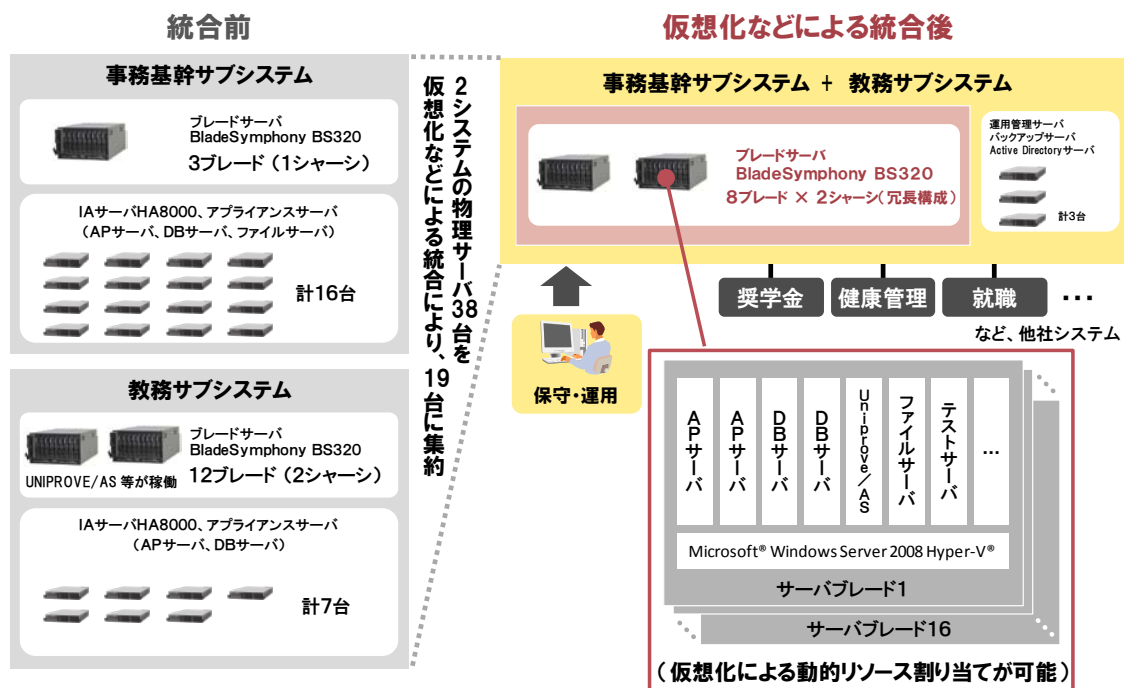 統合前
事務基幹サブシステム
ブレードサーバ
BladeSymphony BS320
3ブレード（1シャーシ）
IAサーバHA8000、アプライアンスサーバ
（APサーバ、DBサーバ、ファイルサーバ）
計16台
教務サブシステム
ブレードサーバ
BladeSymphony BS320
12ブレード（2シャーシ）
UNIPROVE/AS 等が稼働
IAサーバHA8000、アプライアンスサーバ
（APサーバ、DBサーバ）
計7台
2システムの物理サーバ38台を
仮想化などによる統合により、19台に集約
仮想化などによる統合後
事務基幹サブシステム + 教務サブシステム
ブレードサーバ
BladeSymphony BS320
8ブレード × 2シャーシ（冗長構成）
運用管理サーバ
バックアップサーバ
Active Directoryサーバ
計3台
保守・運用
奨学金
健康管理
就職
…
など、他社システム
APサーバ
APサーバ
DBサーバ
DBサーバ
Uniprove/AS
ファイルサーバ
テストサーバ
…
Microsoft® Windows Server 2008 Hyper-V®
サーバブレード1
サーバブレード16
（仮想化による動的リソース割り当てが可能）